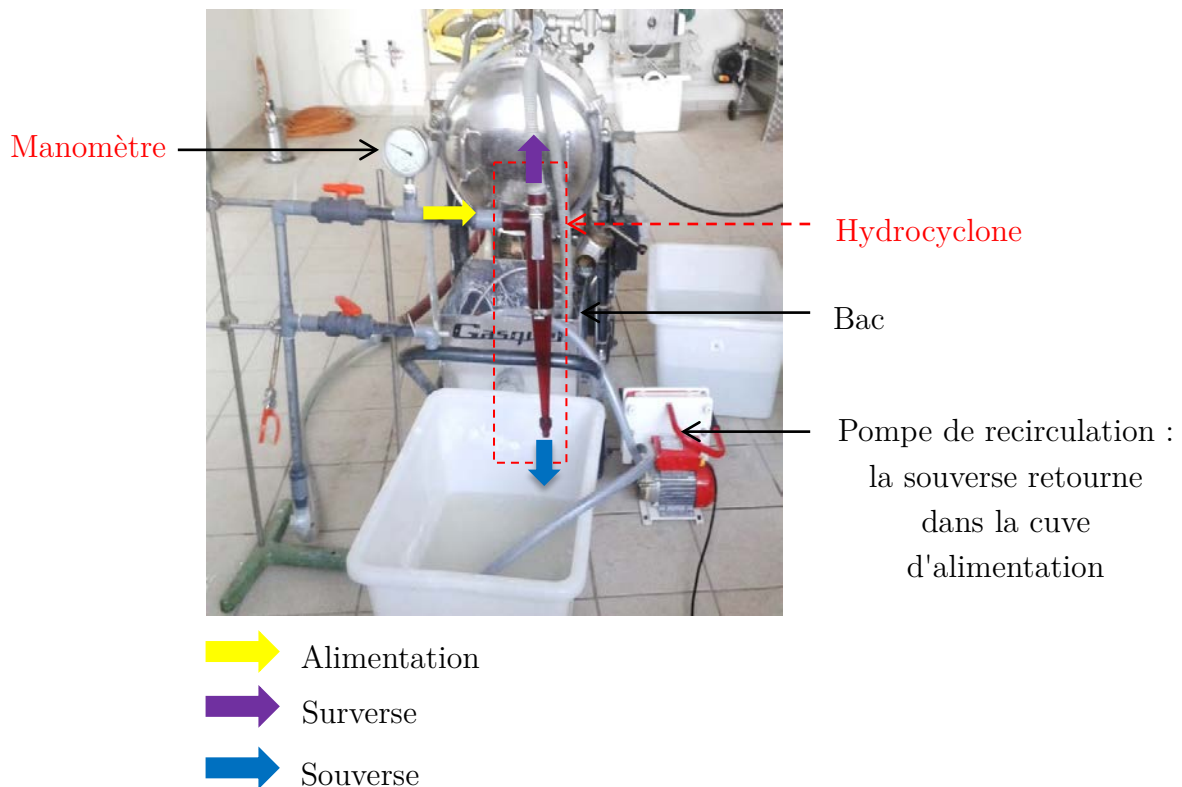 Manomètre
Hydrocyclone
Bac
Pompe de recirculation :
la souverse retourne
dans la cuve
d'alimentation
Alimentation
Surverse
Souverse